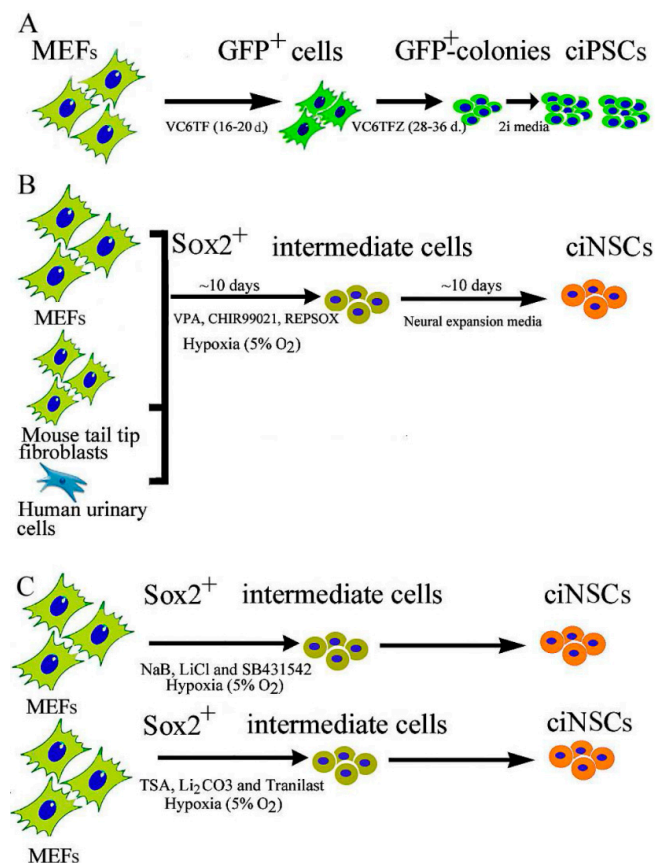 A
MEFs GFP+ cells GFP+-colonies ciPSCs
VC6TF (16-20 d.) VC6TFZ (28-36 d.) 2i media
B
Sox2+ intermediate cells ciNSCs
~10 days ~10 days
MEFs
VPA, CHIR99021, REPSOX Neural expansion media
Hypoxia (5% O2)
Mouse tail tip
fibroblasts
Human urinary
cells
C
Sox2+ intermediate cells ciNSCs
NaB, LiCl and SB431542
Hypoxia (5% O2)
MEFs
Sox2+ intermediate cells ciNSCs
TSA, Li2CO3 and Tranilast
Hypoxia (5% O2)
MEFs